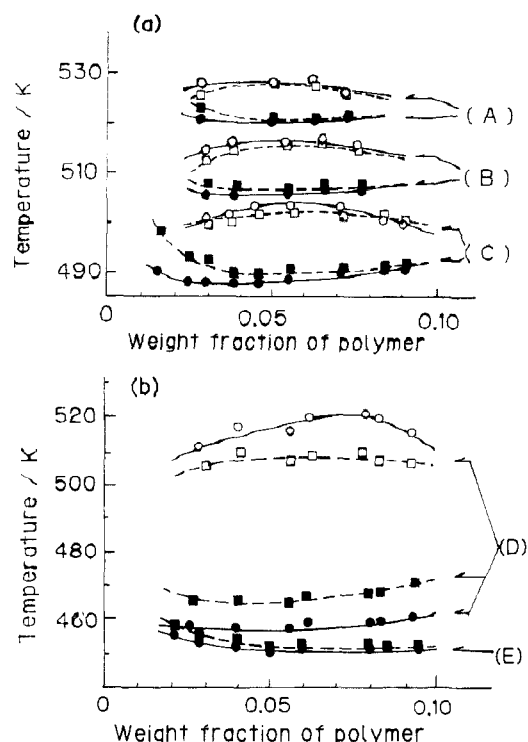 (a)
530
510
490
Temperature / K
(A)
(B)
(C)
0
0.05
0.10
Weight fraction of polymer
(b)
520
500
480
460
Temperature / K
(D)
(E)
0
0.05
0.10
Weight fraction of polymer